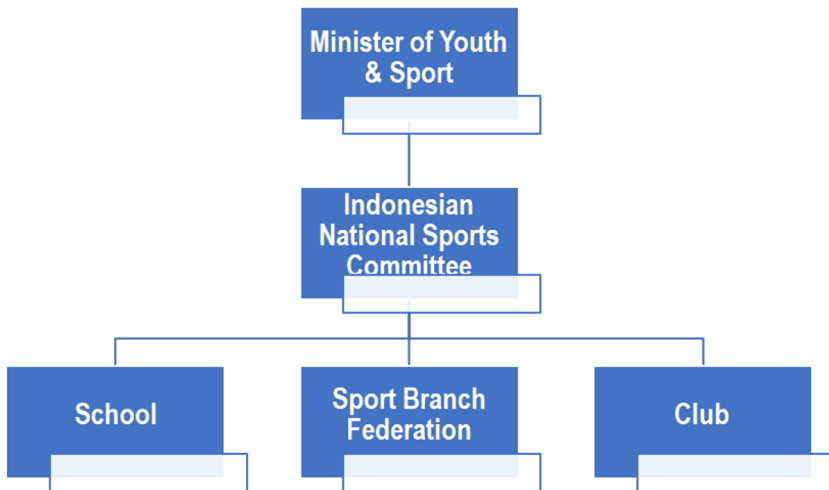 Minister of Youth
& Sport
Indonesian
National Sports
Committee
School
Sport Branch
Federation
Club